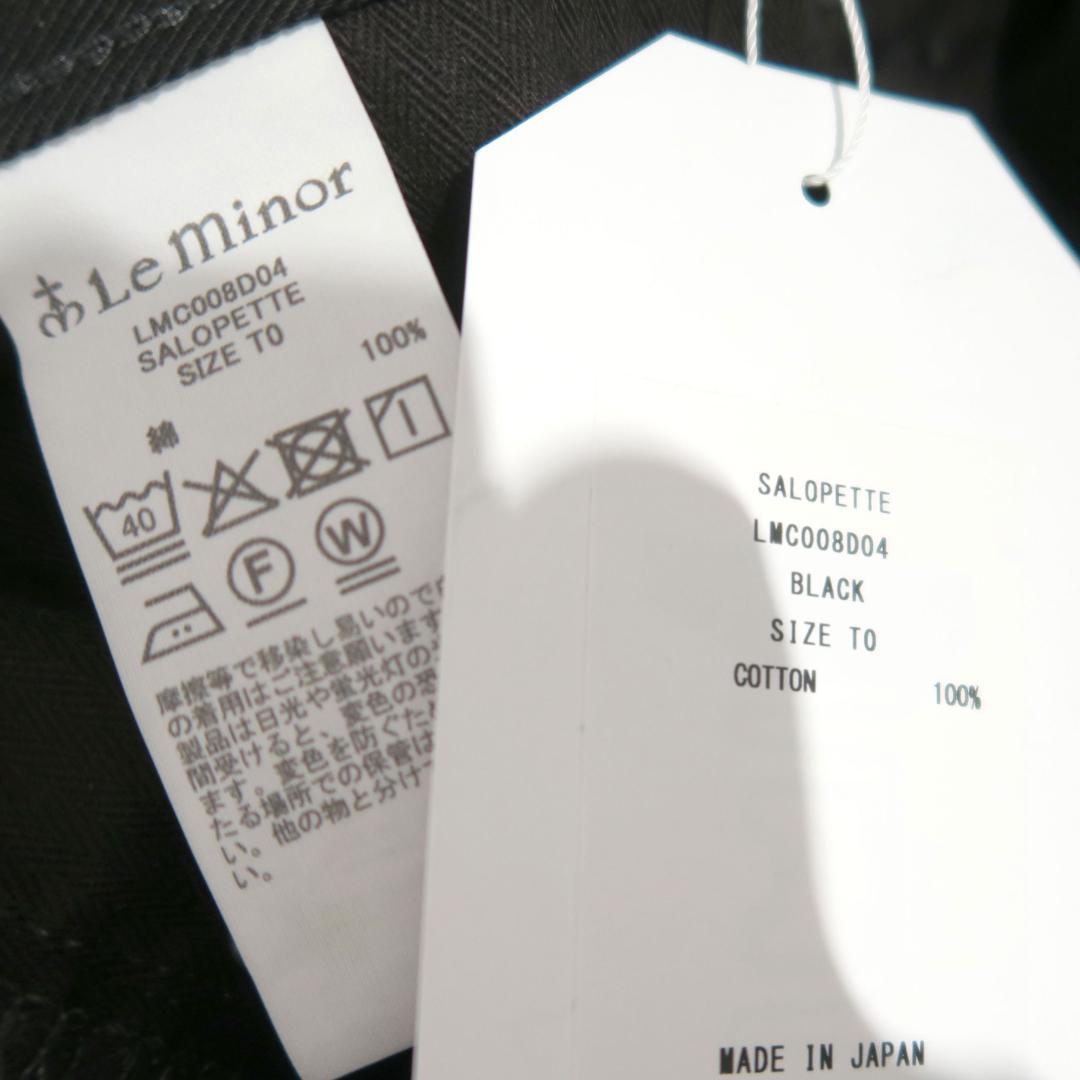 Le Minor
LMC008D04
SALOPETTE
SIZE T0
綿 100%
40
F W
摩擦等で移染し易いので
の着用はご注意願います
製品は日光や蛍光灯の
間受けると、変色の恐
ます。変色を防ぐため
たる場所での保管は
い。他の物と分け
い。
SALOPETTE
LMC008D04
BLACK
SIZE T0
COTTON 100%
MADE IN JAPAN